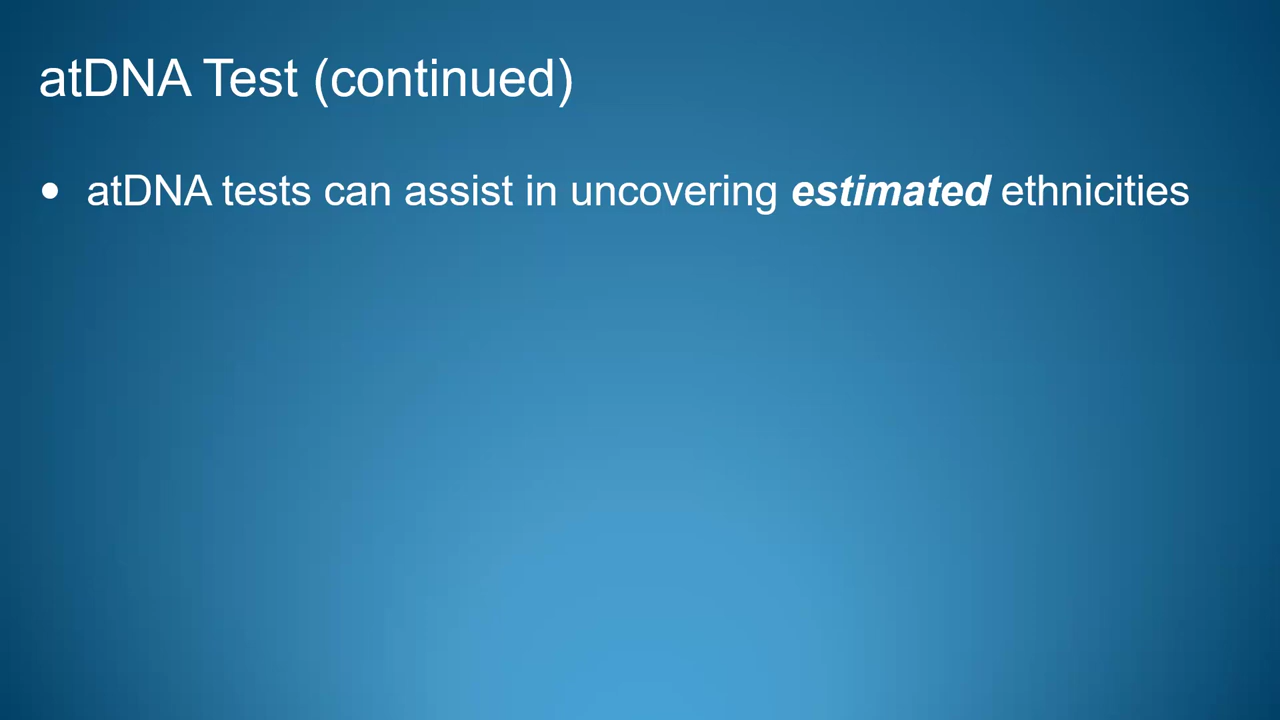 atDNA Test (continued)
● atDNA tests can assist in uncovering estimated ethnicities